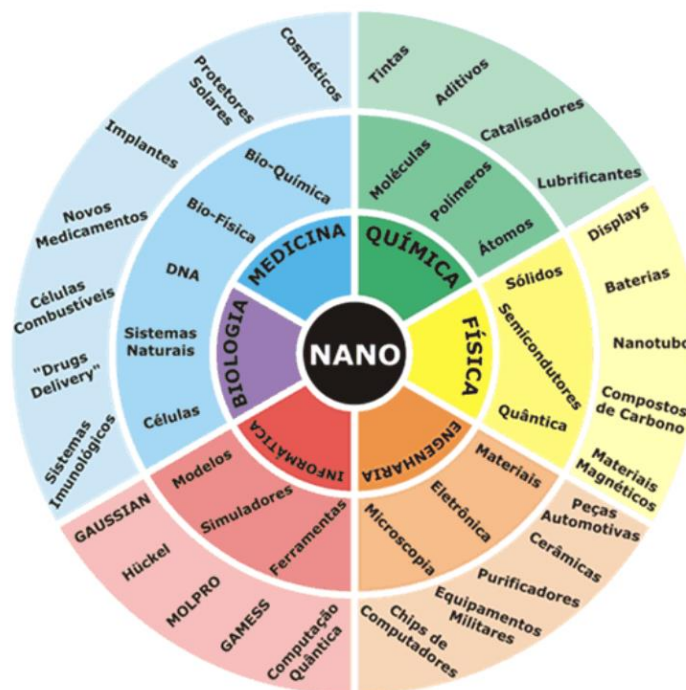 NANO
MEDICINA
QUÍMICA
FÍSICA
ENGENHARIA
INFORMÁTICA
BIOLOGIA
Bio-Química
Bio-Física
DNA
Sistemas
Naturais
Células
Moléculas
Polímeros
Átomos
Sólidos
Semicondutores
Quântica
Materiais
Eletrônica
Microscopia
Ferramentas
Simuladores
Modelos
Cosméticos
Protetores
Solares
Implantes
Novos
Medicamentos
Células
Combustíveis
"Drugs
Delivery"
Sistemas
Imunológicos
Tintas
Aditivos
Catalisadores
Lubrificantes
Displays
Baterias
Nanotubo
Compostos
de Carbono
Materiais
Magnéticos
Peças
Automotivas
Cerâmicas
Purificadores
Equipamentos
Militares
Chips de
Computadores
Computação
Quântica
GAMESS
MOLPRO
Hückel
GAUSSIAN